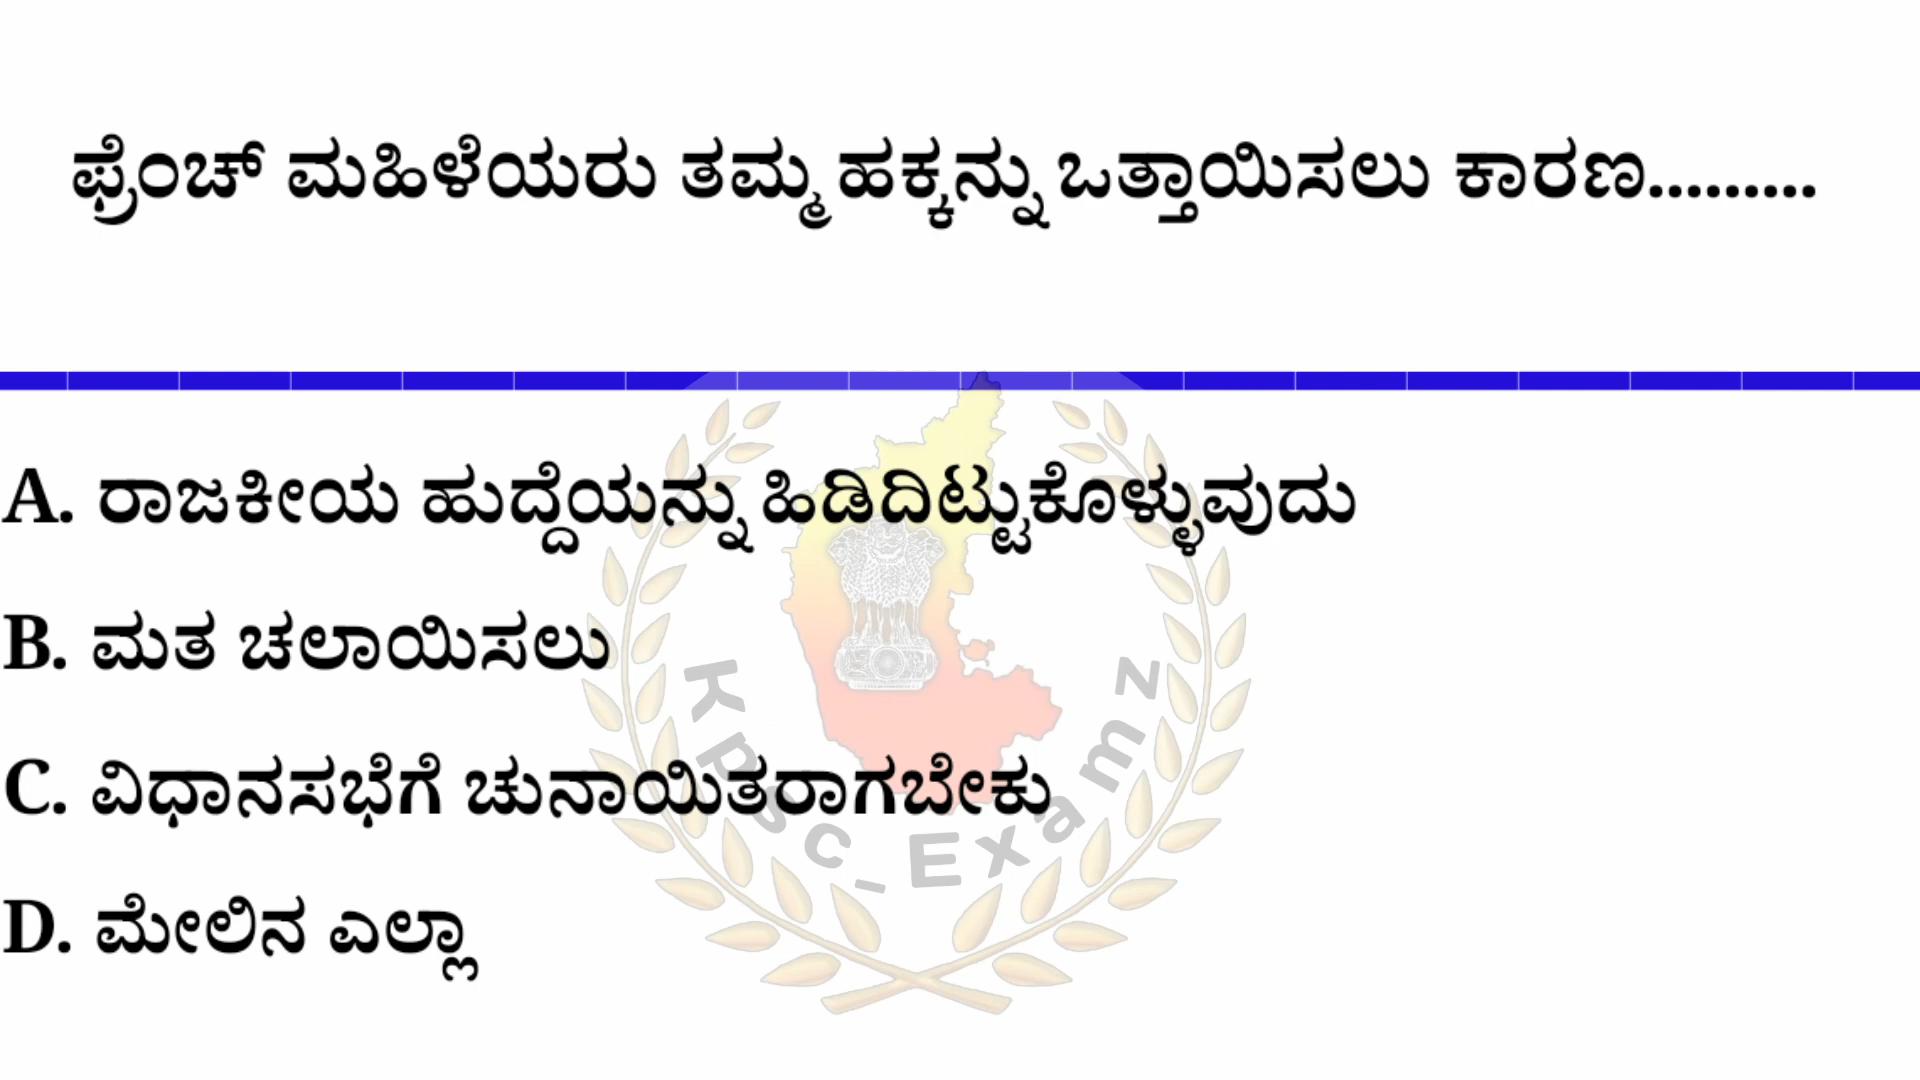 ಫ್ರೆಂಚ್ ಮಹಿಳೆಯರು ತಮ್ಮ ಹಕ್ಕನ್ನು ಒತ್ತಾಯಿಸಲು ಕಾರಣ.........
A. ರಾಜಕೀಯ ಹುದ್ದೆಯನ್ನು ಹಿಡಿದಿಟ್ಟುಕೊಳ್ಳುವುದು
B. ಮತ ಚಲಾಯಿಸಲು
C. ವಿಧಾನಸಭೆಗೆ ಚುನಾಯಿತರಾಗಬೇಕು
D. ಮೇಲಿನ ಎಲ್ಲಾ
Kpsc_Examz